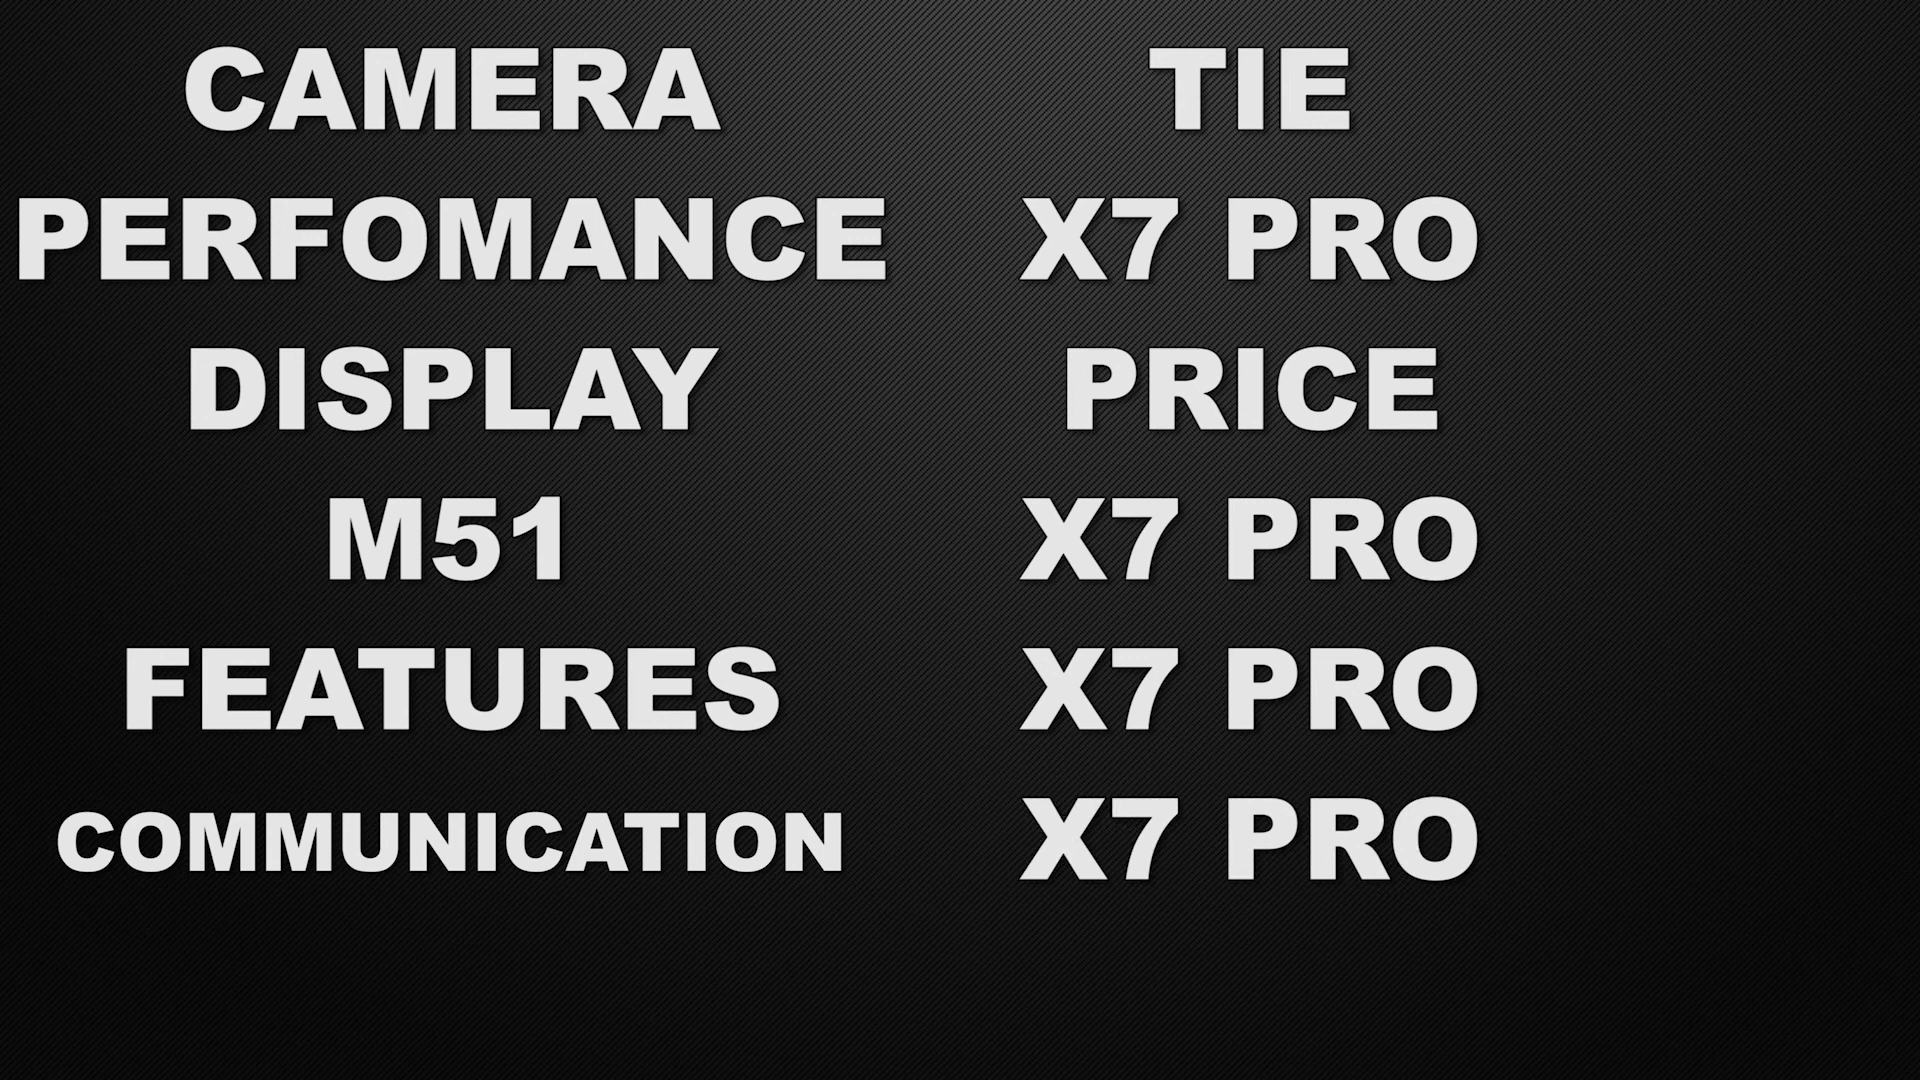 CAMERA TIE
PERFOMANCE X7 PRO
DISPLAY PRICE
M51 X7 PRO
FEATURES X7 PRO
COMMUNICATION X7 PRO